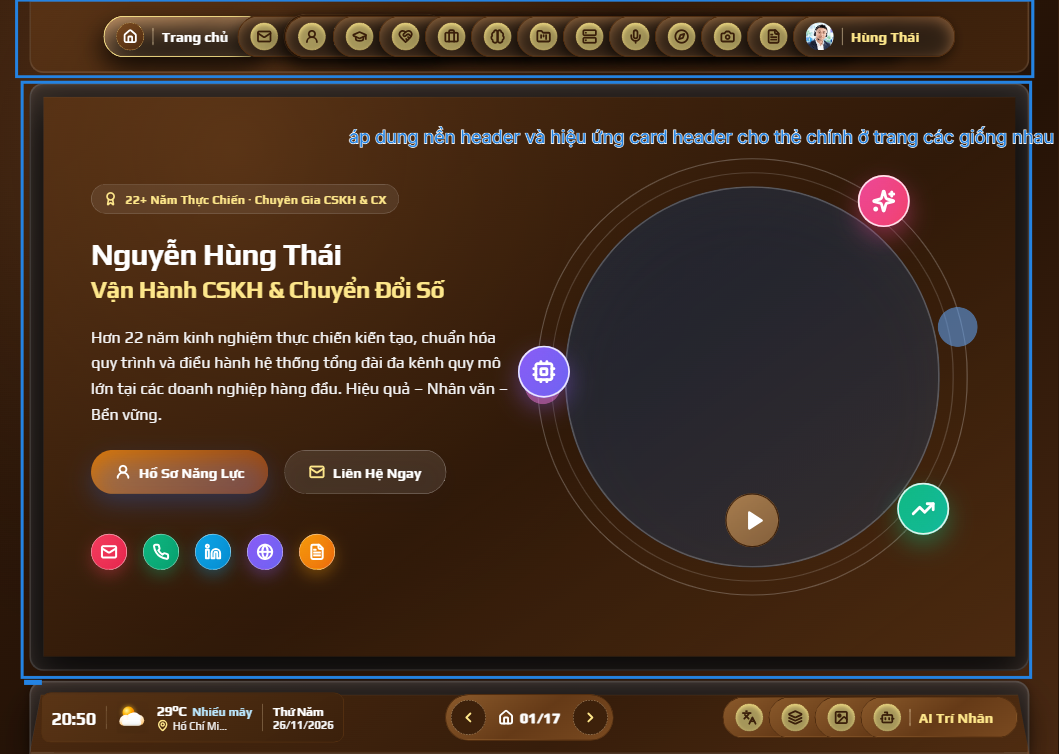 Trang chủ
Hùng Thái
áp dung nển header và hiệu ứng card header cho thẻ chính ở trang các giống nhau
22+ Năm Thực Chiến · Chuyên Gia CSKH & CX
Nguyễn Hùng Thái
Vận Hành CSKH & Chuyển Đổi Số
Hơn 22 năm kinh nghiệm thực chiến kiến tạo, chuẩn hóa
quy trình và điều hành hệ thống tổng đài đa kênh quy mô
lớn tại các doanh nghiệp hàng đầu. Hiệu quả – Nhân văn –
Bền vững.
Hồ Sơ Năng Lực
Liên Hệ Ngay
in
20:50
29°C Nhiều mây
Hồ Chí Mi...
Thứ Năm
26/11/2026
01/17
AI Trí Nhân